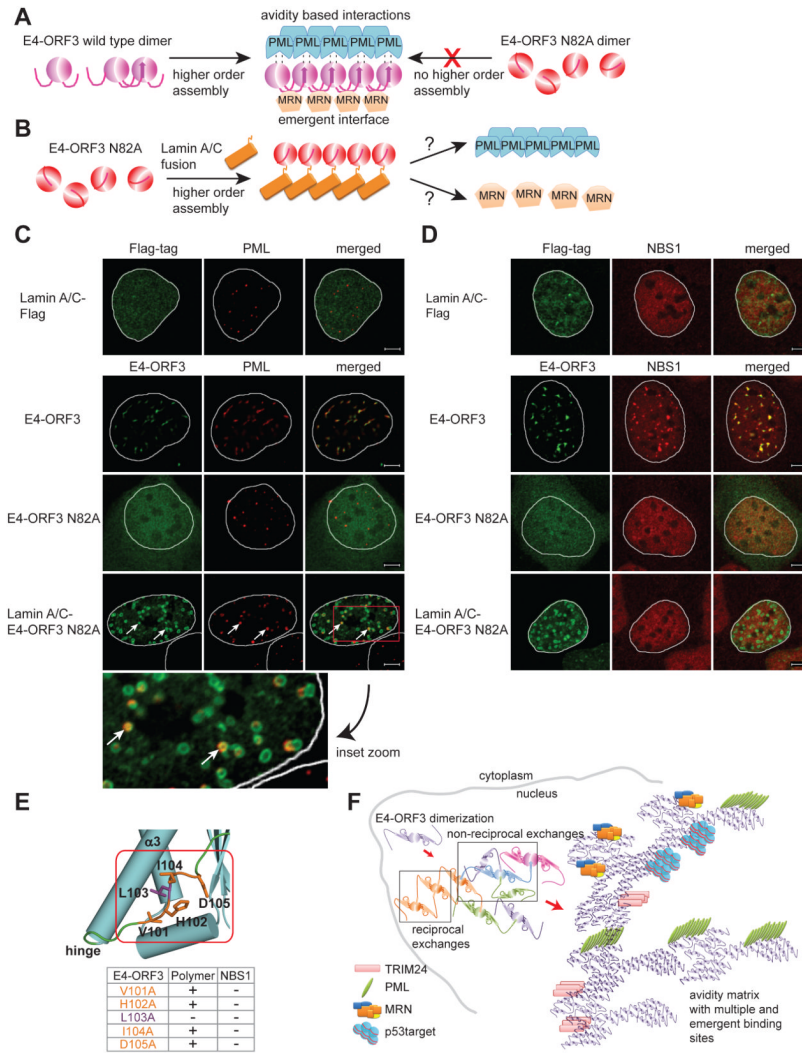 A
avidity based interactions
E4-ORF3 wild type dimer
PML PML PML PML PML
E4-ORF3 N82A dimer
higher order
assembly
no higher order
assembly
MRN MRN MRN MRN
emergent interface
B
E4-ORF3 N82A
Lamin A/C
fusion
higher order
assembly
?
PML PML PML PML PML
?
MRN MRN MRN MRN
C
Flag-tag PML merged
Lamin A/C-
Flag
E4-ORF3 PML merged
E4-ORF3
E4-ORF3 N82A
Lamin A/C-
E4-ORF3 N82A
inset zoom
D
Flag-tag NBS1 merged
Lamin A/C-
Flag
E4-ORF3 NBS1 merged
E4-ORF3
E4-ORF3 N82A
Lamin A/C-
E4-ORF3 N82A
E
α3
I104
L103
D105
H102
V101
hinge
E4-ORF3 Polymer NBS1
V101A + -
H102A + -
L103A - -
I104A + -
D105A + -
F
cytoplasm
nucleus
E4-ORF3 dimerization
non-reciprocal exchanges
reciprocal
exchanges
TRIM24
PML
MRN
p53target
avidity matrix
with multiple and
emergent binding
sites